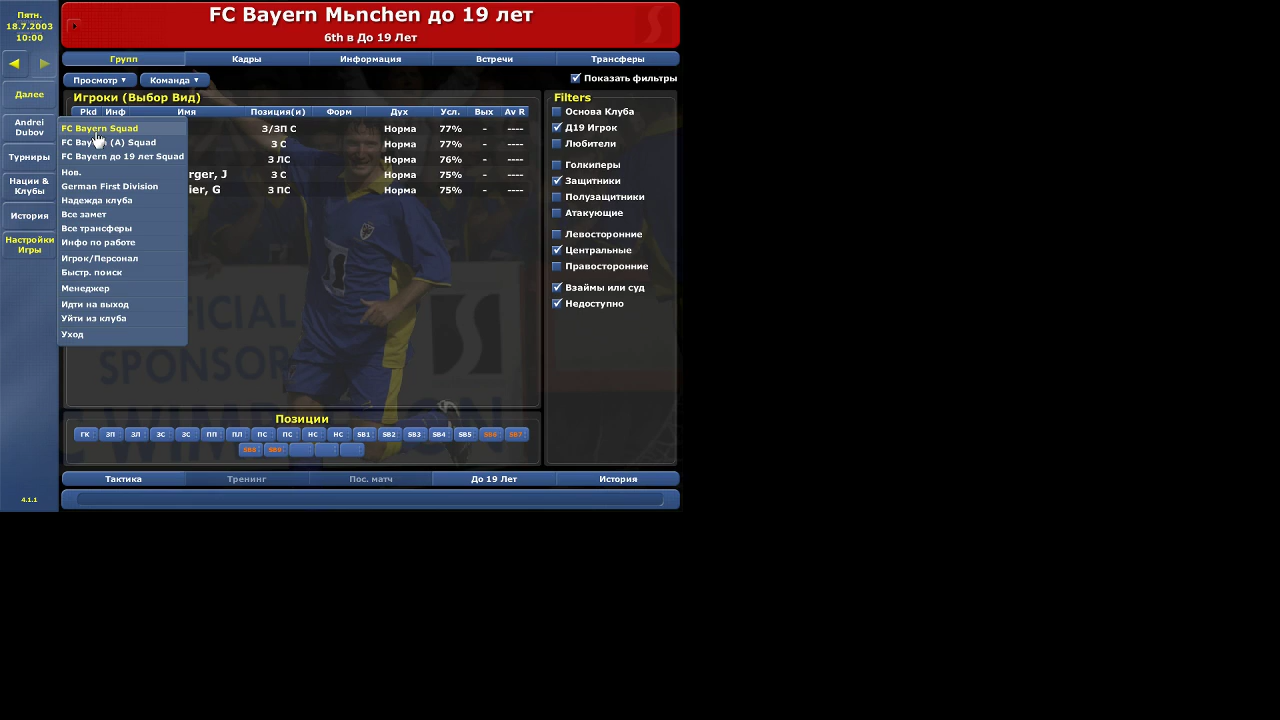 Пятн.
18.7.2003
10:00
FC Bayern Mьnchen до 19 лет
6th в До 19 Лет
Групп Кадры Информация Встречи Трансферы
Просмотр Команда Показать фильтры
Далее
Andrei Dubov
Турниры
Нации & Клубы
История
Настройки Игры
4.1.1
Игроки (Выбор Вид)
Pkd Инф Имя Позиция(и) Форм Дух Усл. Вых Av R
З/ЗП С Норма 77% - ----
З С Норма 77% - ----
З ЛС Норма 76% - ----
rger, J З С Норма 75% - ----
ier, G З ПС Норма 75% - ----
FC Bayern Squad
FC Bay (A) Squad
FC Bayern до 19 лет Squad
Нов.
German First Division
Надежда клуба
Все замет
Все трансферы
Инфо по работе
Игрок/Персонал
Быстр. поиск
Менеджер
Идти на выход
Уйти из клуба
Уход
Filters
Основа Клуба
Д19 Игрок
Любители
Голкиперы
Защитники
Полузащитники
Атакующие
Левосторонние
Центральные
Правосторонние
Взаймы или суд
Недоступно
OFFICIAL
SPONSOR
Позиции
ГК ЗП ЗЛ ЗС ЗС ПП ПЛ ПС ПС НС НС SB1 SB2 SB3 SB4 SB5 SB6 SB7
SB8 SB9
Тактика Тренинг Пос. матч До 19 Лет История